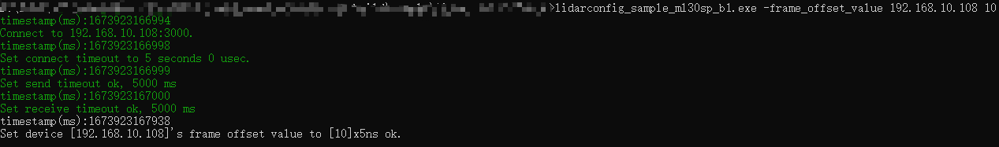 >lidarconfig_sample_ml30sp_b1.exe -frame_offset_value 192.168.10.108 10
timestamp(ms):1673923166994
Connect to 192.168.10.108:3000.
timestamp(ms):1673923166998
Set connect timeout to 5 seconds 0 usec.
timestamp(ms):1673923166999
Set send timeout ok, 5000 ms
timestamp(ms):1673923167000
Set receive timeout ok, 5000 ms
timestamp(ms):1673923167938
Set device [192.168.10.108]'s frame offset value to [10]x5ns ok.